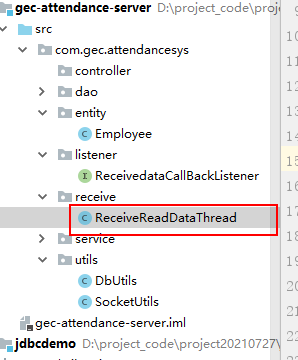 gec-attendance-server D:\project_code\project
src
com.gec.attendancesys
controller
dao
entity
C Employee
listener
I ReceivedataCallBackListener
receive
C ReceiveReadDataThread
service
utils
C DbUtils
C SocketUtils
gec-attendance-server.iml
jdbcdemo D:\project_code\project20210727\
10
11
12
13
14
15
16
17
18
19
20
21
22
23